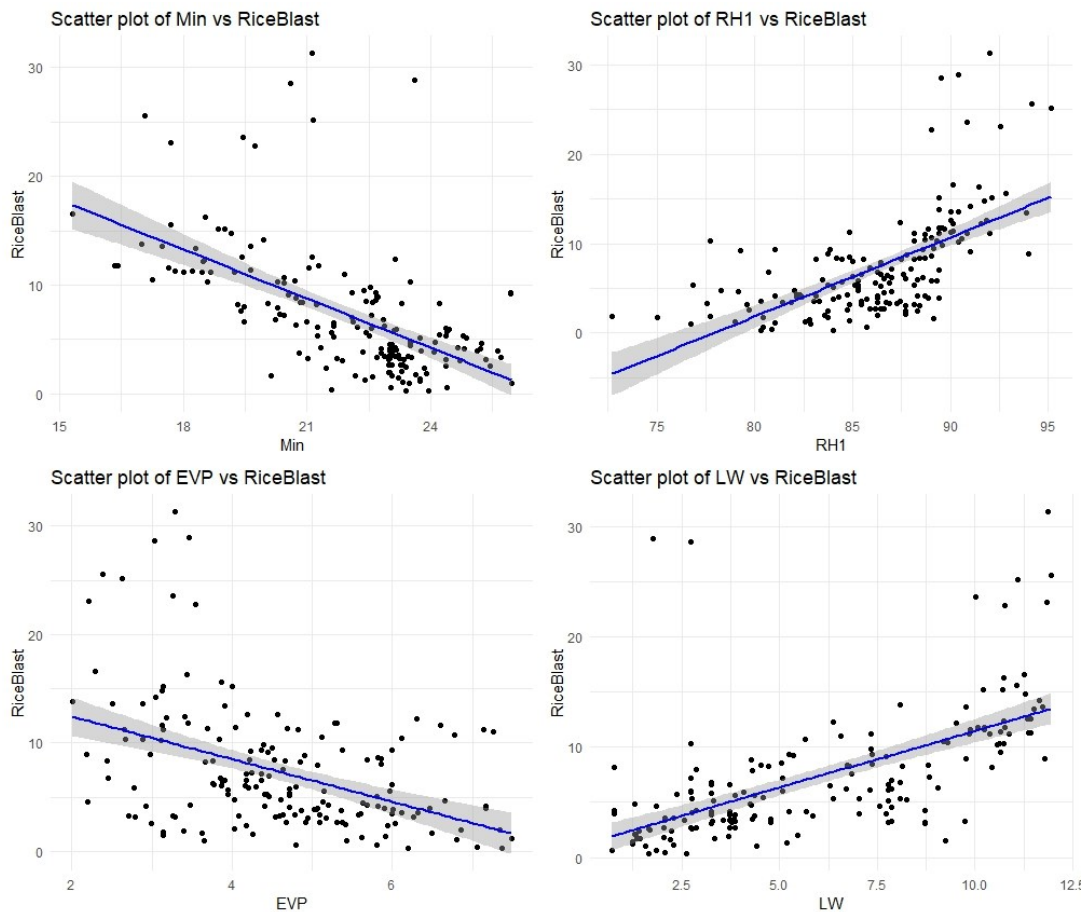 Scatter plot of Min vs RiceBlast
30
20
10
0
RiceBlast
15 18 21 24
Min
Scatter plot of RH1 vs RiceBlast
30
20
10
0
RiceBlast
75 80 85 90 95
RH1
Scatter plot of EVP vs RiceBlast
30
20
10
0
RiceBlast
2 4 6
EVP
Scatter plot of LW vs RiceBlast
30
20
10
0
RiceBlast
2.5 5.0 7.5 10.0 12.5
LW